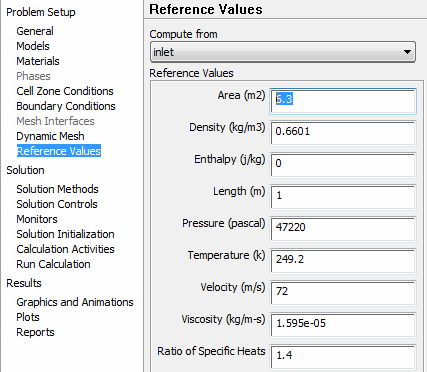 Problem Setup
General
Models
Materials
Phases
Cell Zone Conditions
Boundary Conditions
Mesh Interfaces
Dynamic Mesh
Reference Values
Solution
Solution Methods
Solution Controls
Monitors
Solution Initialization
Calculation Activities
Run Calculation
Results
Graphics and Animations
Plots
Reports
Reference Values
Compute from
inlet
Reference Values
Area (m2) 5.3
Density (kg/m3) 0.6601
Enthalpy (j/kg) 0
Length (m) 1
Pressure (pascal) 47220
Temperature (k) 249.2
Velocity (m/s) 72
Viscosity (kg/m-s) 1.595e-05
Ratio of Specific Heats 1.4